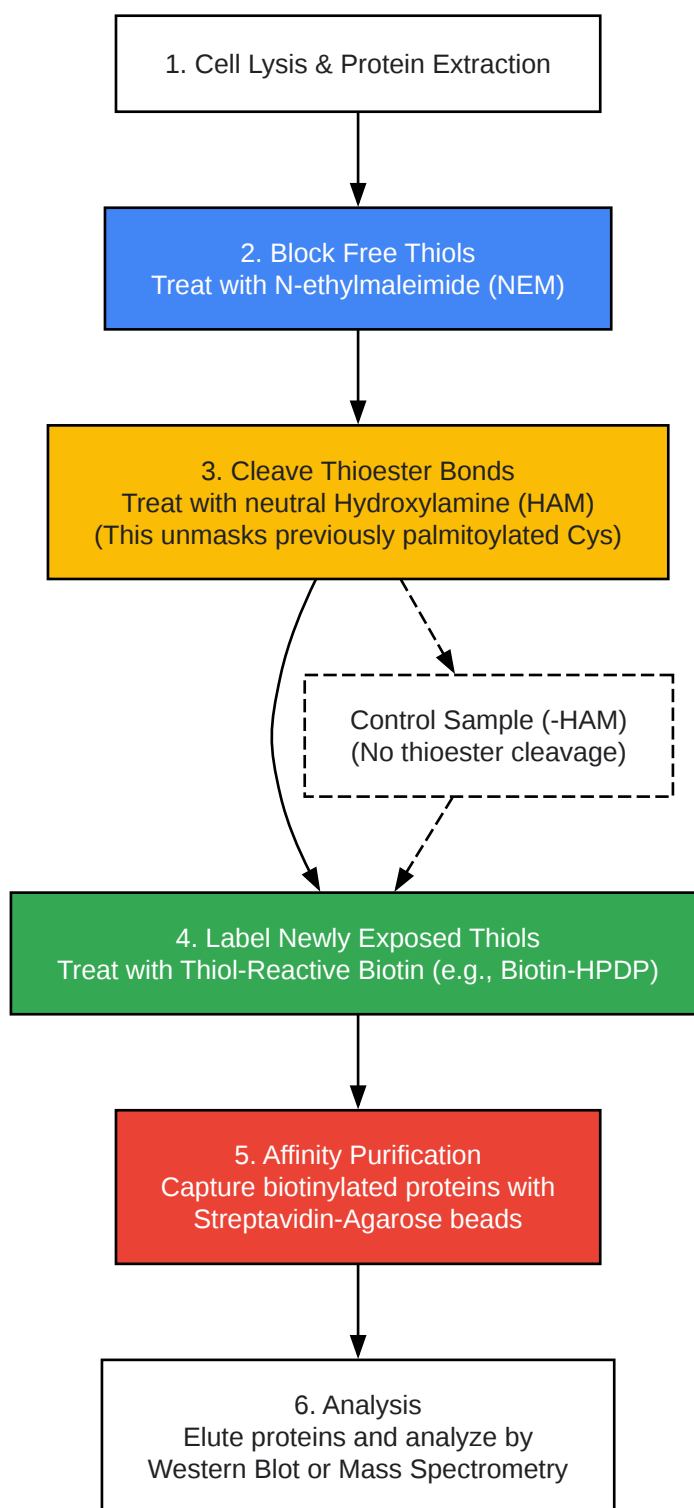 1. Cell Lysis & Protein Extraction
2. Block Free Thiols
Treat with N-ethylmaleimide (NEM)
3. Cleave Thioester Bonds
Treat with neutral Hydroxylamine (HAM)
(This unmasks previously palmitoylated Cys)
Control Sample (-HAM)
(No thioester cleavage)
4. Label Newly Exposed Thiols
Treat with Thiol-Reactive Biotin (e.g., Biotin-HPDP)
5. Affinity Purification
Capture biotinylated proteins with
Streptavidin-Agarose beads
6. Analysis
Elute proteins and analyze by
Western Blot or Mass Spectrometry